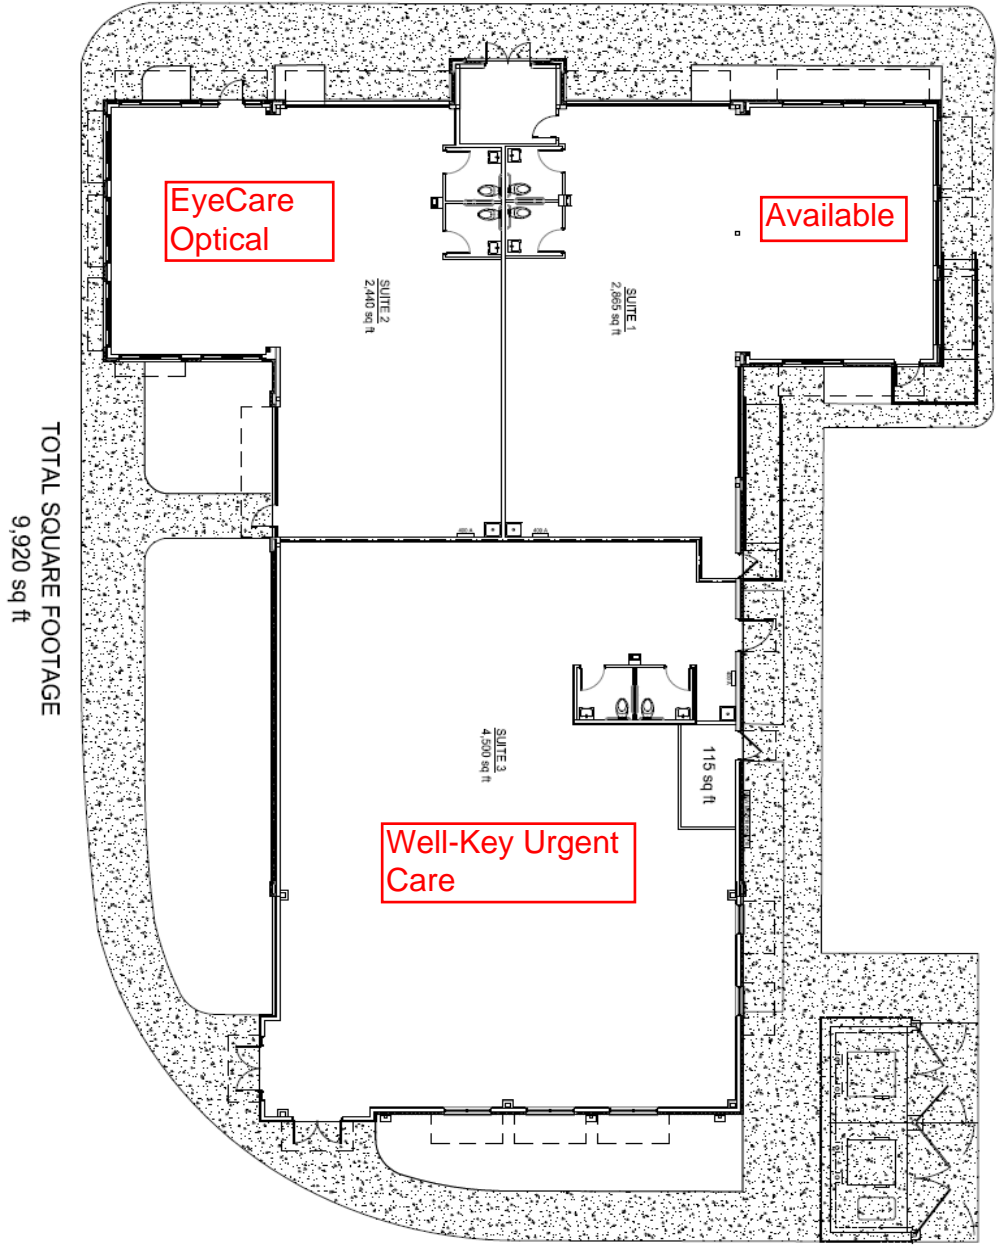 EyeCare
Optical
Available
SUITE 2
2,440 sq ft
SUITE 1
2,865 sq ft
TOTAL SQUARE FOOTAGE
9,920 sq ft
SUITE 3
4,500 sq ft
115 sq ft
Well-Key Urgent
Care